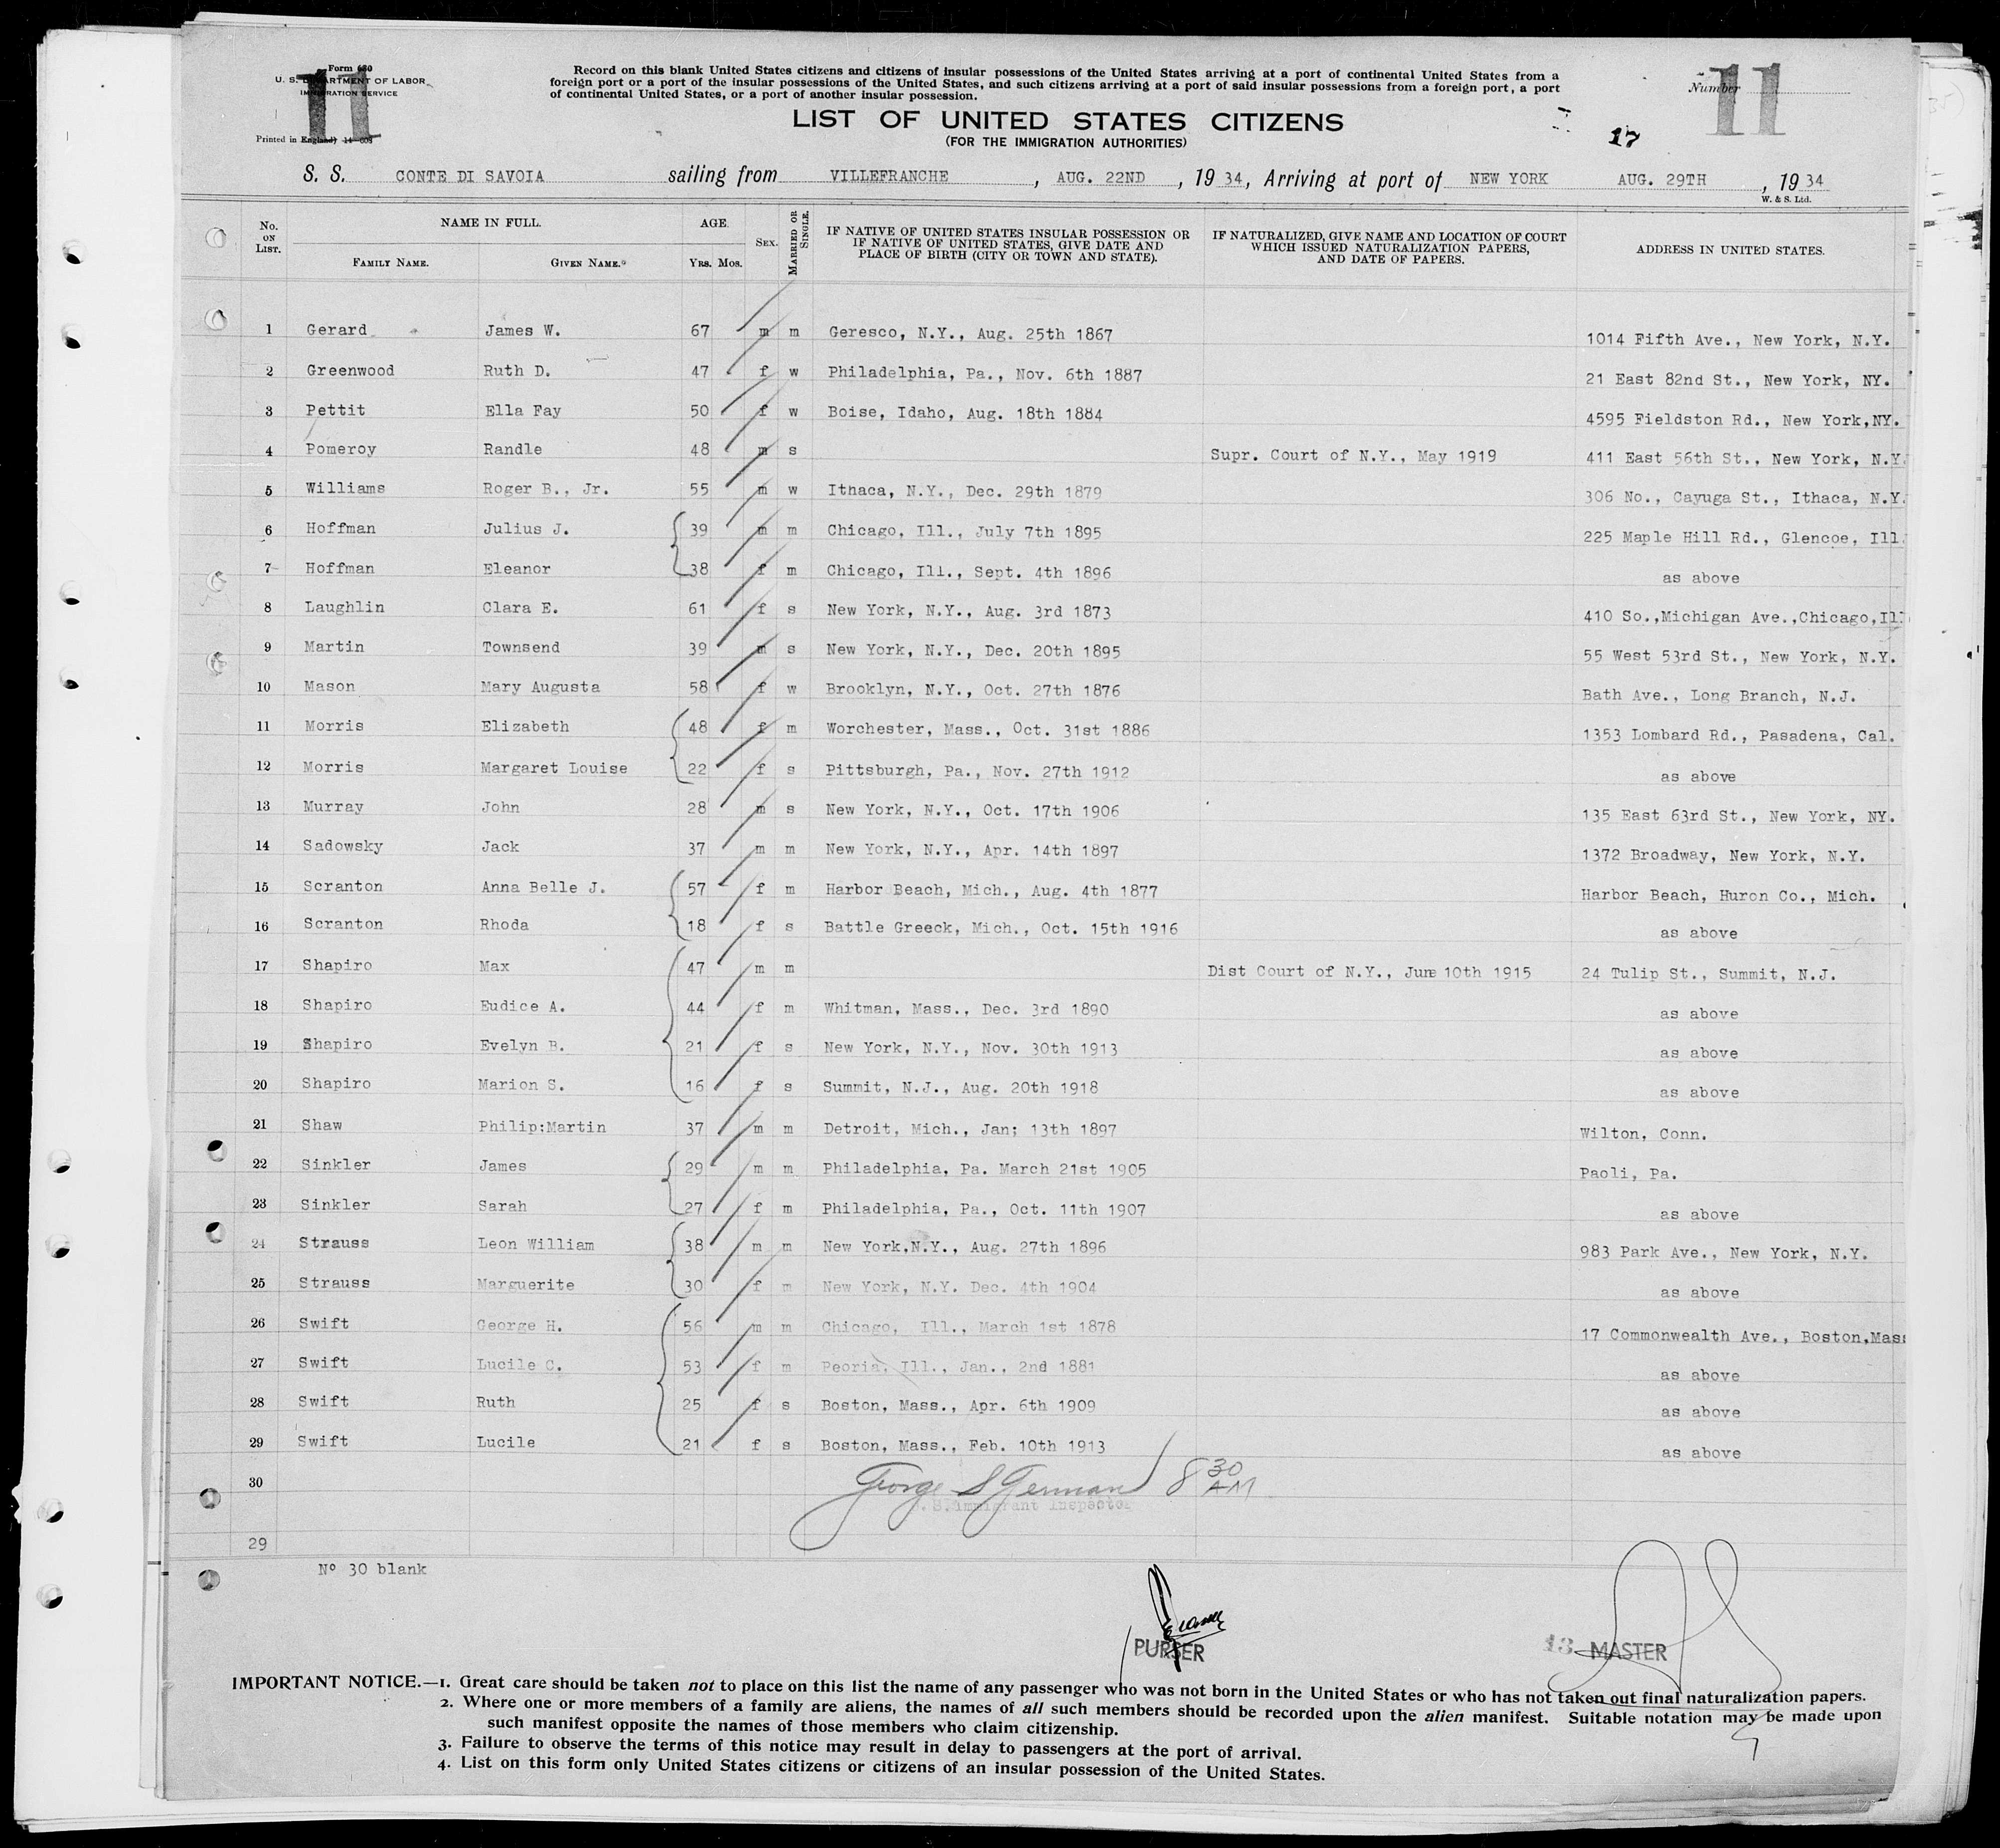 Form 630
U. S. DEPARTMENT OF LABOR
IMMIGRATION SERVICE
11
Printed in England) 14—608
Record on this blank United States citizens and citizens of insular possessions of the United States arriving at a port of continental United States from a
foreign port or a port of the insular possessions of the United States, and such citizens arriving at a port of said insular possessions from a foreign port, a port
of continental United States, or a port of another insular possession.
Number 11
LIST OF UNITED STATES CITIZENS
(FOR THE IMMIGRATION AUTHORITIES)
17
S. S. CONTE DI SAVOIA sailing from VILLEFRANCHE, AUG. 22ND, 19 34, Arriving at port of NEW YORK AUG. 29TH, 19 34
W. & S. Ltd.
No. ON LIST. NAME IN FULL. FAMILY NAME. GIVEN NAME. AGE. YRS. MOS. SEX. MARRIED OR SINGLE. IF NATIVE OF UNITED STATES INSULAR POSSESSION OR IF NATIVE OF UNITED STATES, GIVE DATE AND PLACE OF BIRTH (CITY OR TOWN AND STATE). IF NATURALIZED, GIVE NAME AND LOCATION OF COURT WHICH ISSUED NATURALIZATION PAPERS, AND DATE OF PAPERS. ADDRESS IN UNITED STATES.
1 Gerard James W. 67 m m Geresco, N.Y., Aug. 25th 1867 1014 Fifth Ave., New York, N.Y.
2 Greenwood Ruth D. 47 f w Philadelphia, Pa., Nov. 6th 1887 21 East 82nd St., New York, NY.
3 Pettit Ella Fay 50 f w Boise, Idaho, Aug. 18th 1884 4595 Fieldston Rd., New York,NY.
4 Pomeroy Randle 48 m s Supr. Court of N.Y., May 1919 411 East 56th St., New York, N.Y.
5 Williams Roger B., Jr. 55 m w Ithaca, N.Y., Dec. 29th 1879 306 No., Cayuga St., Ithaca, N.Y.
6 Hoffman Julius J. 39 m m Chicago, Ill., July 7th 1895 225 Maple Hill Rd., Glencoe, Ill.
7 Hoffman Eleanor 38 f m Chicago, Ill., Sept. 4th 1896 as above
8 Laughlin Clara E. 61 f s New York, N.Y., Aug. 3rd 1873 410 So.,Michigan Ave.,Chicago,Ill
9 Martin Townsend 39 m s New York, N.Y., Dec. 20th 1895 55 West 53rd St., New York, N.Y.
10 Mason Mary Augusta 58 f w Brooklyn, N.Y., Oct. 27th 1876 Bath Ave., Long Branch, N.J.
11 Morris Elizabeth 48 f m Worchester, Mass., Oct. 31st 1886 1353 Lombard Rd., Pasadena, Cal.
12 Morris Margaret Louise 22 f s Pittsburgh, Pa., Nov. 27th 1912 as above
13 Murray John 28 m s New York, N.Y., Oct. 17th 1906 135 East 63rd St., New York, NY.
14 Sadowsky Jack 37 m m New York, N.Y., Apr. 14th 1897 1372 Broadway, New York, N.Y.
15 Scranton Anna Belle J. 57 f m Harbor Beach, Mich., Aug. 4th 1877 Harbor Beach, Huron Co., Mich.
16 Scranton Rhoda 18 f s Battle Greeck, Mich., Oct. 15th 1916 as above
17 Shapiro Max 47 m m Dist Court of N.Y., June 10th 1915 24 Tulip St., Summit, N.J.
18 Shapiro Eudice A. 44 f m Whitman, Mass., Dec. 3rd 1890 as above
19 Shapiro Evelyn B. 21 f s New York, N.Y., Nov. 30th 1913 as above
20 Shapiro Marion S. 16 f s Summit, N.J., Aug. 20th 1918 as above
21 Shaw Philip:Martin 37 m m Detroit, Mich., Jan; 13th 1897 Wilton, Conn.
22 Sinkler James 29 m m Philadelphia, Pa. March 21st 1905 Paoli, Pa.
23 Sinkler Sarah 27 f m Philadelphia, Pa., Oct. 11th 1907 as above
24 Strauss Leon William 38 m m New York,N.Y., Aug. 27th 1896 983 Park Ave., New York, N.Y.
25 Strauss Marguerite 30 f m New York, N.Y. Dec. 4th 1904 as above
26 Swift George H. 56 m m Chicago, Ill., March 1st 1878 17 Commonwealth Ave., Boston,Mass
27 Swift Lucile C. 53 f m Peoria, Ill., Jan., 2nd 1881 as above
28 Swift Ruth 25 f s Boston, Mass., Apr. 6th 1909 as above
29 Swift Lucile 21 f s Boston, Mass., Feb. 10th 1913 as above
30 George S German 8 30 AM
. S. Immigrant Inspector
29
Nº 30 blank
PURSER
13 MASTER
IMPORTANT NOTICE.—1. Great care should be taken not to place on this list the name of any passenger who was not born in the United States or who has not taken out final naturalization papers.
2. Where one or more members of a family are aliens, the names of all such members should be recorded upon the alien manifest. Suitable notation may be made upon
such manifest opposite the names of those members who claim citizenship.
3. Failure to observe the terms of this notice may result in delay to passengers at the port of arrival.
4. List on this form only United States citizens or citizens of an insular possession of the United States.